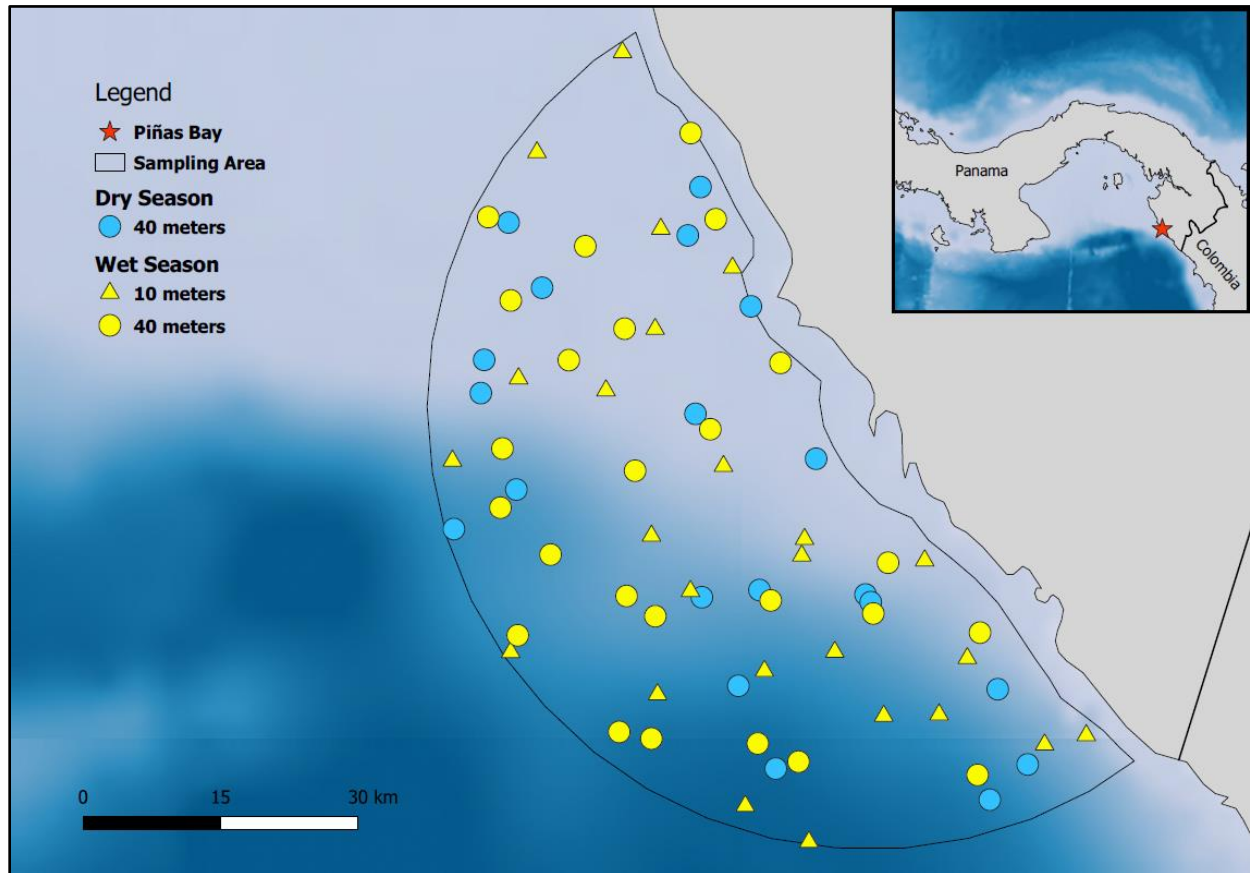 Legend
Piñas Bay
Sampling Area
Dry Season
40 meters
Wet Season
10 meters
40 meters
0 15 30 km
Panama
Colombia